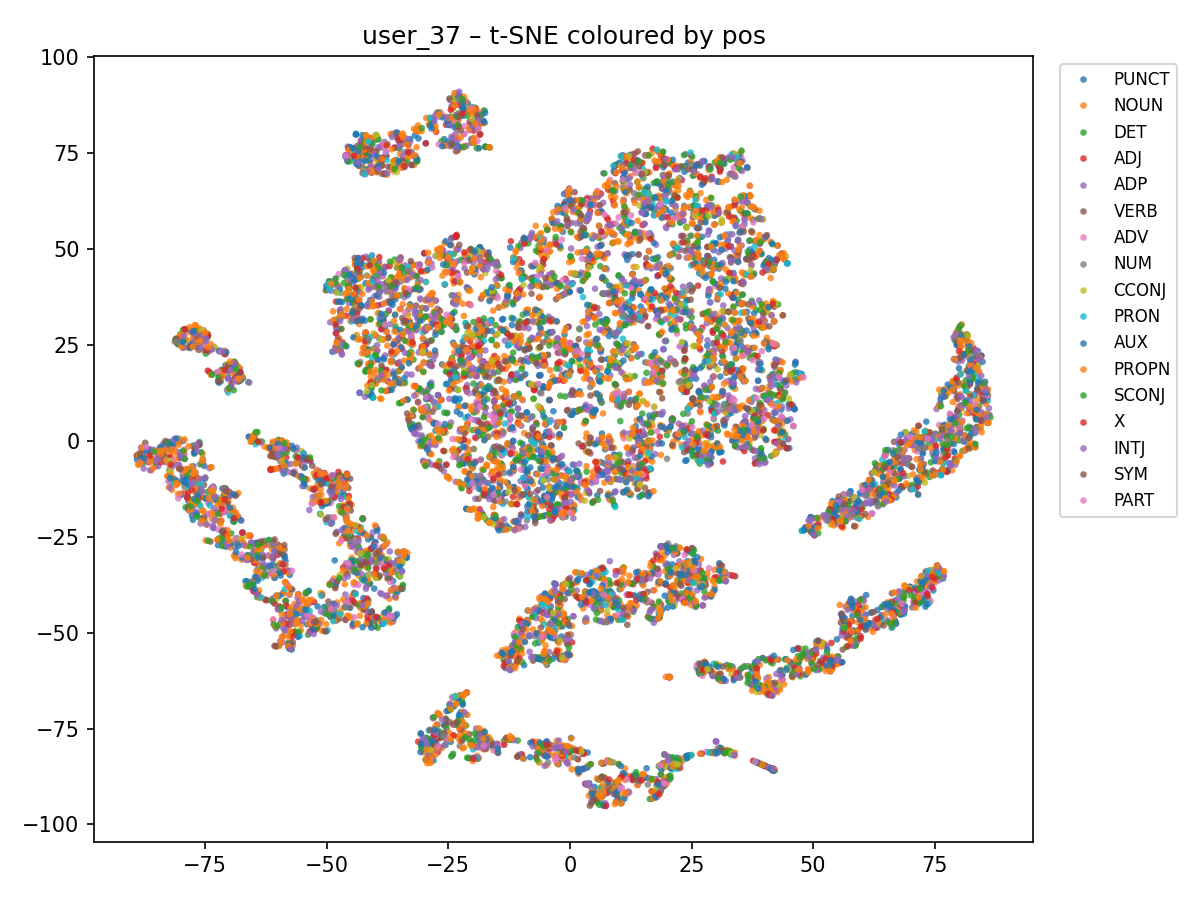 user_37 – t-SNE coloured by pos
100
75
50
25
0
−25
−50
−75
−100
−75
−50
−25
0
25
50
75
PUNCT
NOUN
DET
ADJ
ADP
VERB
ADV
NUM
CCONJ
PRON
AUX
PROPN
SCONJ
X
INTJ
SYM
PART